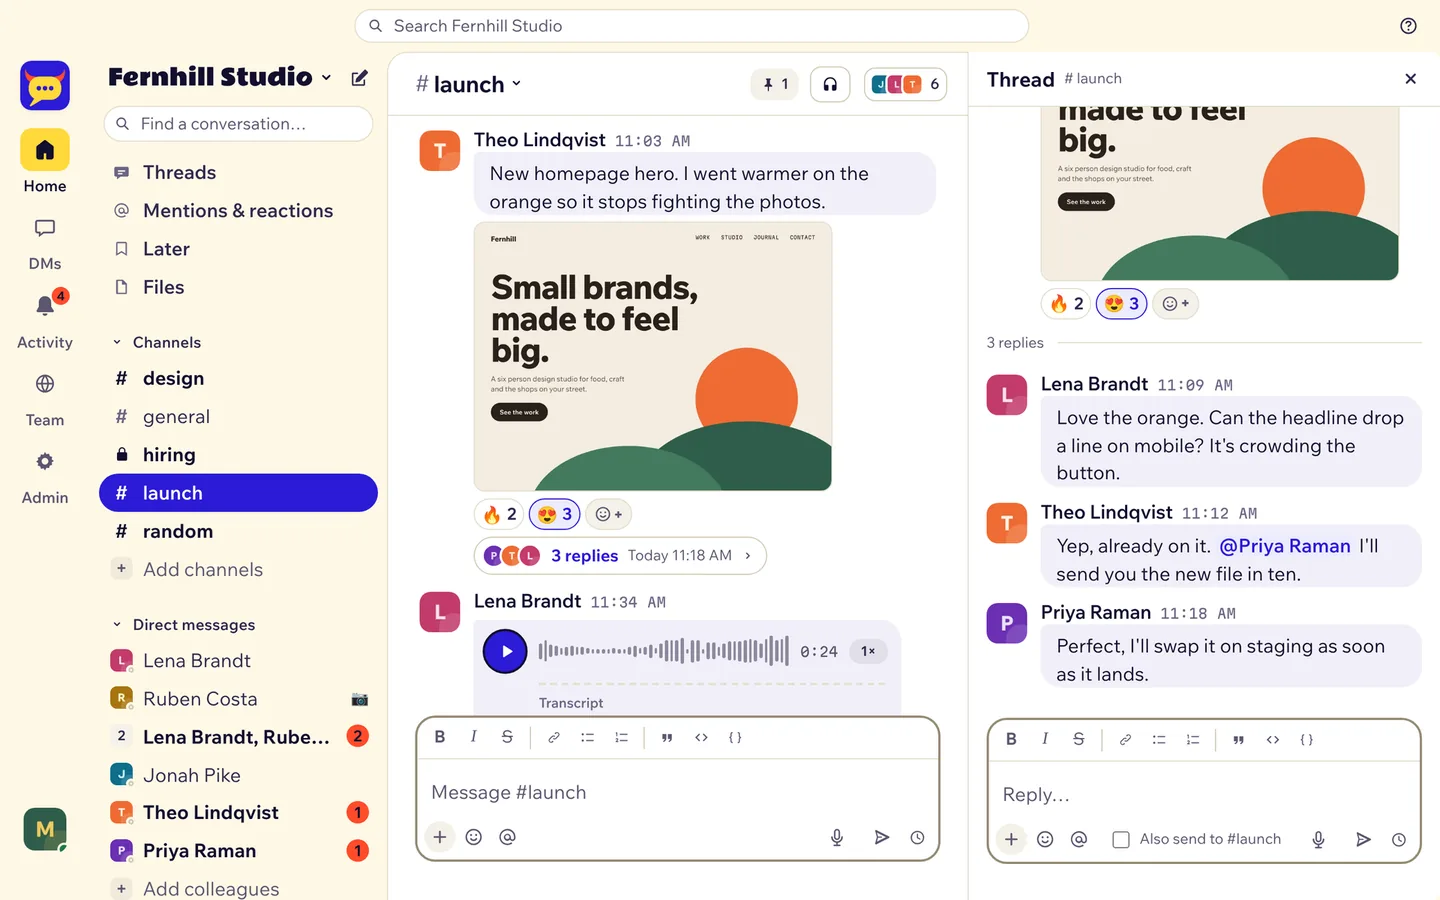 Search Fernhill Studio
Home
DMs
4
Activity
Team
Admin
M
Fernhill Studio
Find a conversation…
Threads
Mentions & reactions
Later
Files
Channels
# design
# general
hiring
# launch
# random
+ Add channels
Direct messages
L Lena Brandt
R Ruben Costa
2 Lena Brandt, Rube... 2
J Jonah Pike
T Theo Lindqvist 1
P Priya Raman 1
+ Add colleagues
# launch
1
J L T 6
T
Theo Lindqvist 11:03 AM
New homepage hero. I went warmer on the
orange so it stops fighting the photos.
Fernhill WORK STUDIO JOURNAL CONTACT
Small brands,
made to feel
big.
A six person design studio for food, craft
and the shops on your street.
See the work
🔥 2 😍 3
P T L 3 replies Today 11:18 AM
L
Lena Brandt 11:34 AM
0:24 1×
Transcript
B I S
Message #launch
Thread # launch
made to feel
big.
A six person design studio for food, craft
and the shops on your street.
See the work
🔥 2 😍 3
3 replies
L
Lena Brandt 11:09 AM
Love the orange. Can the headline drop
a line on mobile? It's crowding the
button.
T
Theo Lindqvist 11:12 AM
Yep, already on it. @Priya Raman I'll
send you the new file in ten.
P
Priya Raman 11:18 AM
Perfect, I'll swap it on staging as soon
as it lands.
B I S
Reply…
Also send to #launch